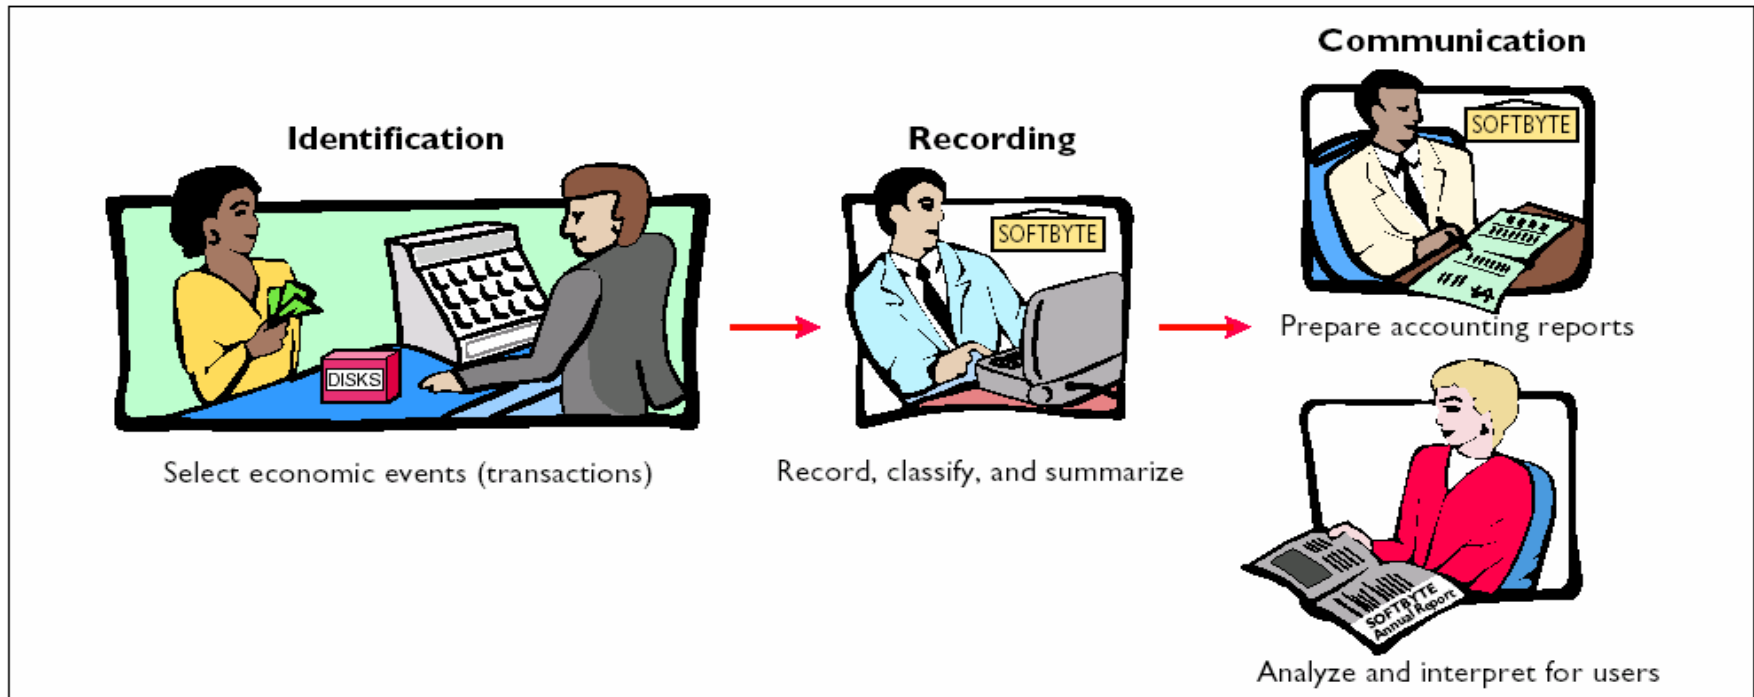 Identification
DISKS
Select economic events (transactions)
Recording
SOFTBYTE
Record, classify, and summarize
Communication
SOFTBYTE
Prepare accounting reports
SOFTBYTE
Annual Report
Analyze and interpret for users